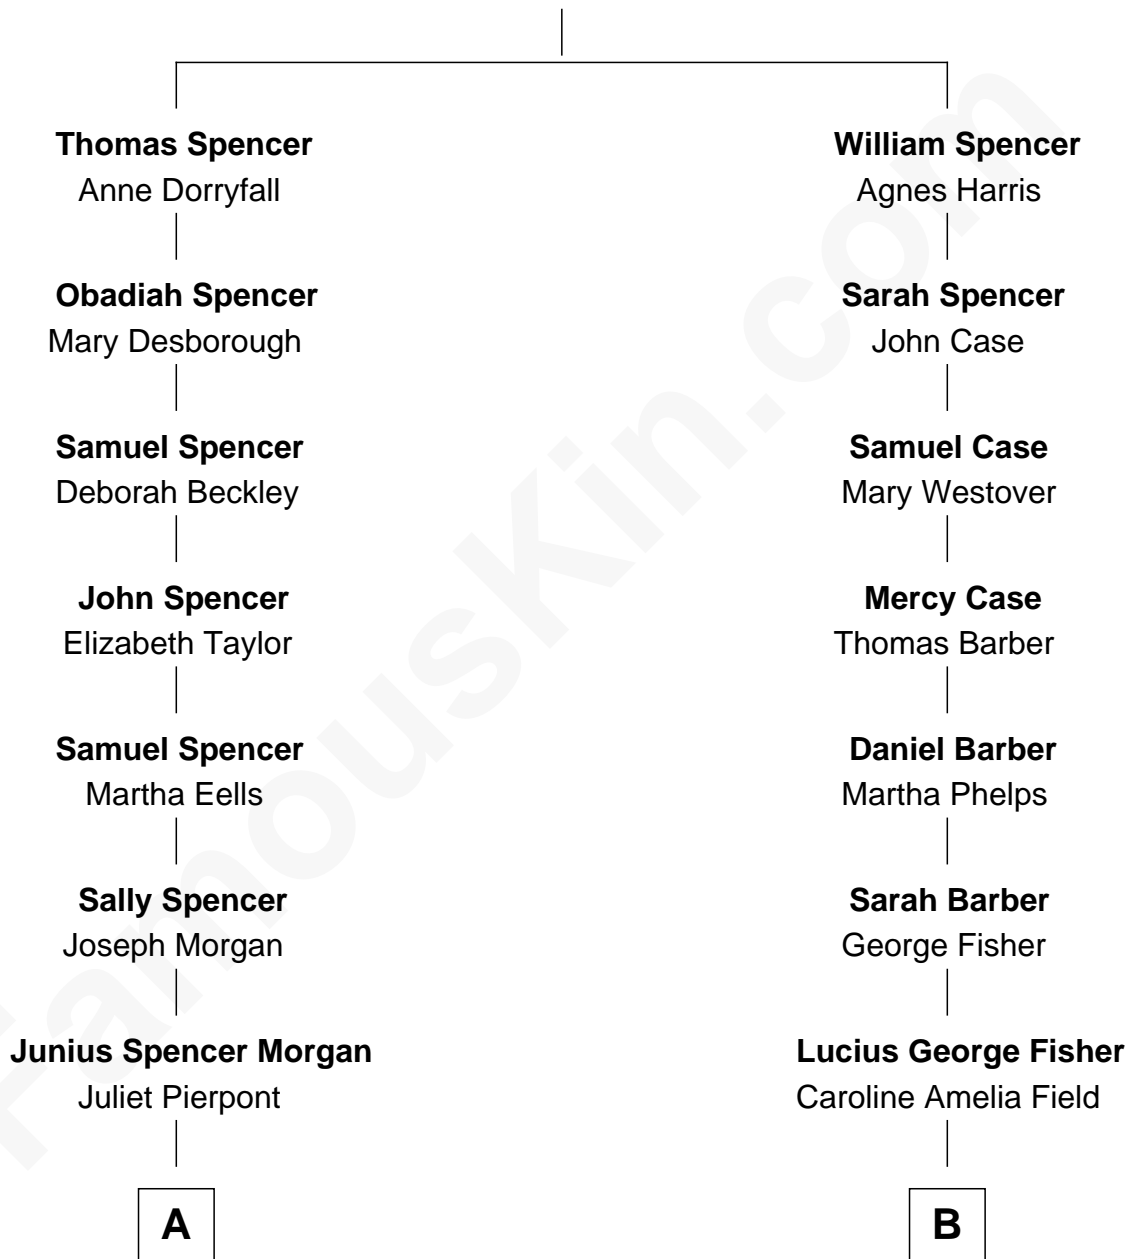 Thomas Spencer
Anne Dorryfall
Obadiah Spencer
Mary Desborough
Samuel Spencer
Deborah Beckley
John Spencer
Elizabeth Taylor
Samuel Spencer
Martha Eells
Sally Spencer
Joseph Morgan
Junius Spencer Morgan
Juliet Pierpont
A
William Spencer
Agnes Harris
Sarah Spencer
John Case
Samuel Case
Mary Westover
Mercy Case
Thomas Barber
Daniel Barber
Martha Phelps
Sarah Barber
George Fisher
Lucius George Fisher
Caroline Amelia Field
B
FamousKin.com